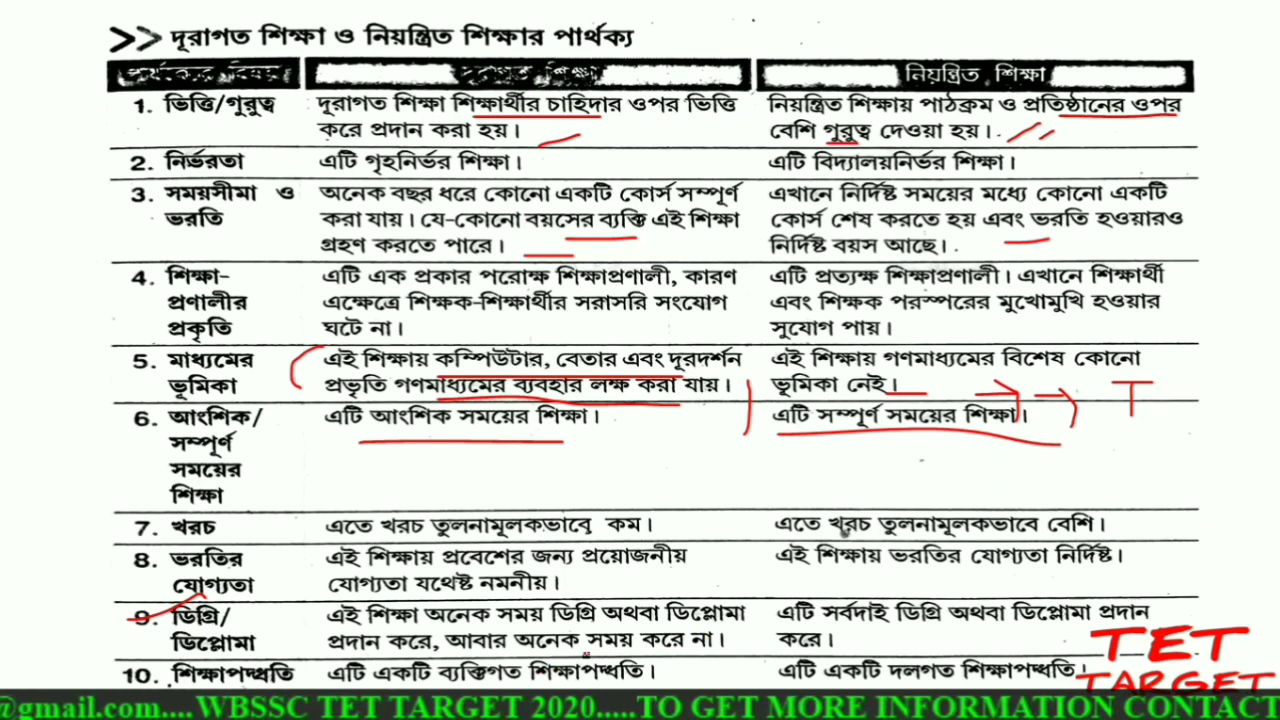 >> দূরাগত শিক্ষা ও নিয়ন্ত্রিত শিক্ষার পার্থক্য
পার্থক্যের বিষয় দূরাগত শিক্ষা নিয়ন্ত্রিত শিক্ষা
1. ভিত্তি/গুরুত্ব দূরাগত শিক্ষা শিক্ষার্থীর চাহিদার ওপর ভিত্তি নিয়ন্ত্রিত শিক্ষায় পাঠক্রম ও প্রতিষ্ঠানের ওপর
করে প্রদান করা হয়। বেশি গুরুত্ব দেওয়া হয়।
2. নির্ভরতা এটি গৃহনির্ভর শিক্ষা। এটি বিদ্যালয়নির্ভর শিক্ষা।
3. সময়সীমা ও অনেক বছর ধরে কোনো একটি কোর্স সম্পূর্ণ এখানে নির্দিষ্ট সময়ের মধ্যে কোনো একটি
ভরতি করা যায়। যে-কোনো বয়সের ব্যক্তি এই শিক্ষা কোর্স শেষ করতে হয় এবং ভরতি হওয়ারও
গ্রহণ করতে পারে। নির্দিষ্ট বয়স আছে।
4. শিক্ষা- এটি এক প্রকার পরোক্ষ শিক্ষাপ্রণালী, কারণ এটি প্রত্যক্ষ শিক্ষাপ্রণালী। এখানে শিক্ষার্থী
প্রণালীর এক্ষেত্রে শিক্ষক-শিক্ষার্থীর সরাসরি সংযোগ এবং শিক্ষক পরস্পরের মুখোমুখি হওয়ার
প্রকৃতি ঘটে না। সুযোগ পায়।
5. মাধ্যমের এই শিক্ষায় কম্পিউটার, বেতার এবং দূরদর্শন এই শিক্ষায় গণমাধ্যমের বিশেষ কোনো
ভূমিকা প্রভৃতি গণমাধ্যমের ব্যবহার লক্ষ করা যায়। ভূমিকা নেই। T
6. আংশিক/ এটি আংশিক সময়ের শিক্ষা। এটি সম্পূর্ণ সময়ের শিক্ষা।
সম্পূর্ণ
সময়ের
শিক্ষা
7. খরচ এতে খরচ তুলনামূলকভাবে কম। এতে খরচ তুলনামূলকভাবে বেশি।
8. ভরতির এই শিক্ষায় প্রবেশের জন্য প্রয়োজনীয় এই শিক্ষায় ভরতির যোগ্যতা নির্দিষ্ট।
যোগ্যতা যোগ্যতা যথেষ্ট নমনীয়।
9. ডিগ্রি/ এই শিক্ষা অনেক সময় ডিগ্রি অথবা ডিপ্লোমা এটি সর্বদাই ডিগ্রি অথবা ডিপ্লোমা প্রদান
ডিপ্লোমা প্রদান করে, আবার অনেক সময় করে না। করে।
10. শিক্ষাপদ্ধতি এটি একটি ব্যক্তিগত শিক্ষাপদ্ধতি। এটি একটি দলগত শিক্ষাপদ্ধতি।
TET
TARGET
@gmail.com.... WBSSC TET TARGET 2020.....TO GET MORE INFORMATION CONTACT